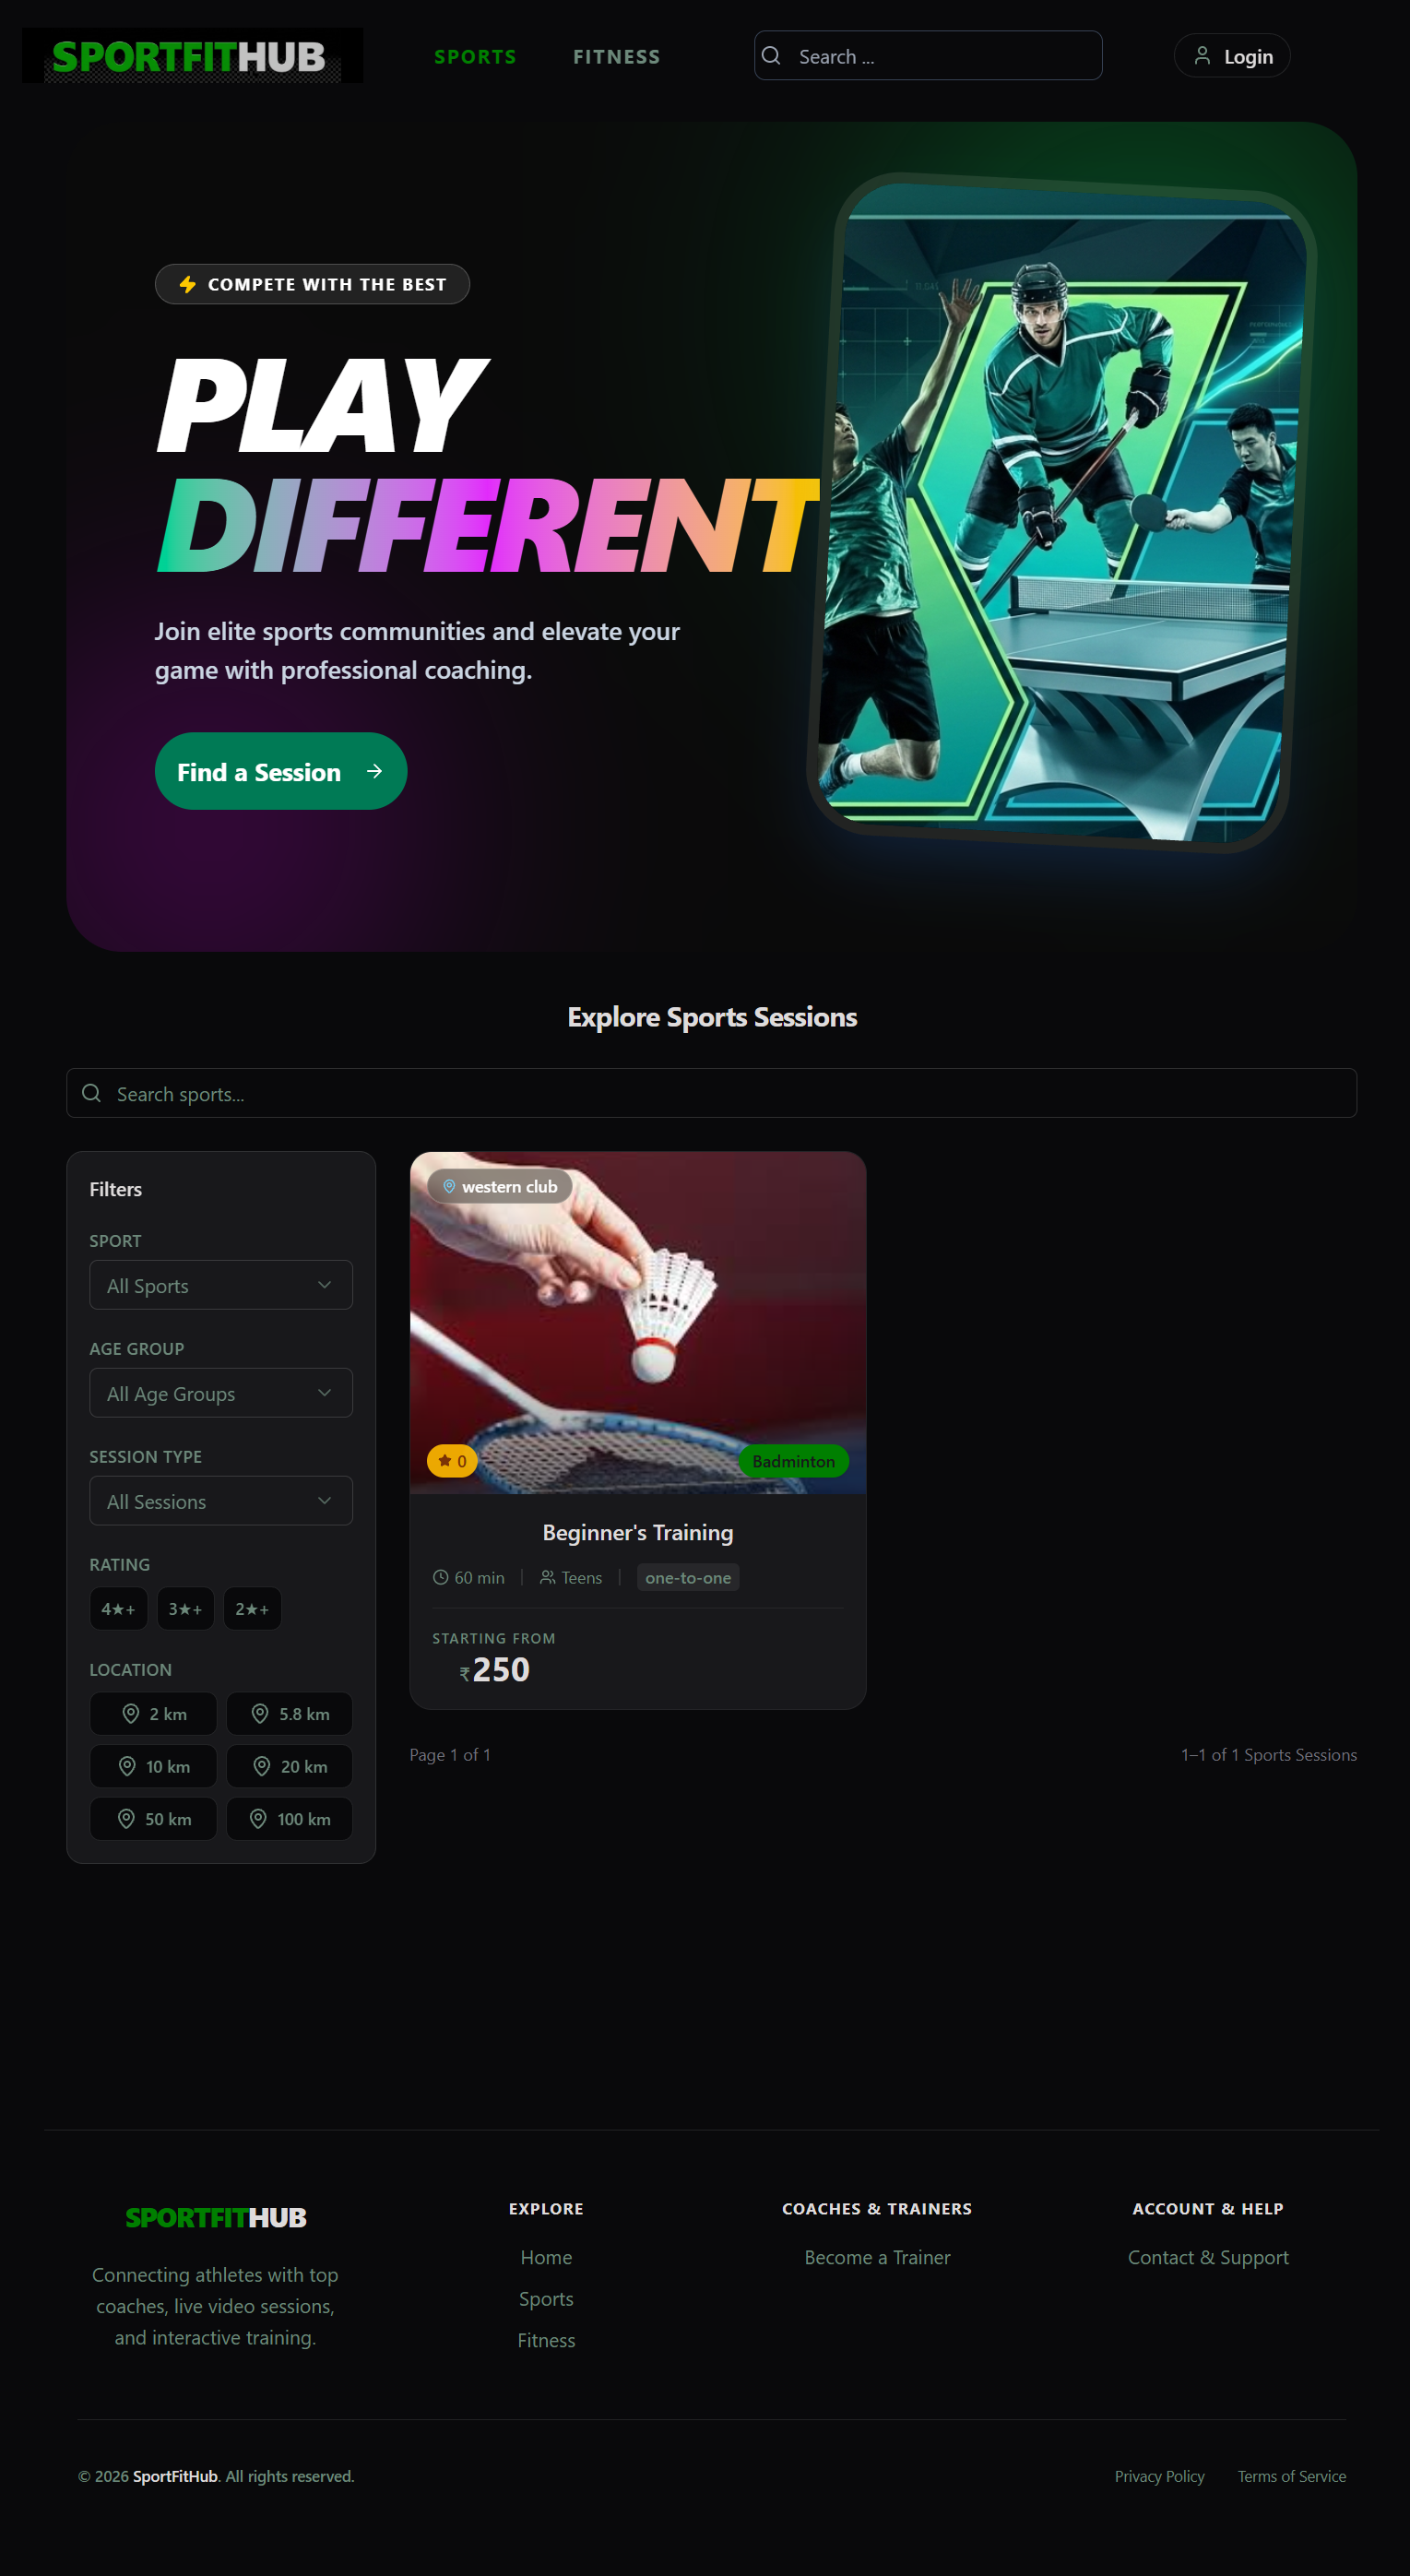 SPORTFITHUB
SPORTS
FITNESS
Search ...
Login
COMPETE WITH THE BEST
PLAY
DIFFERENT
Join elite sports communities and elevate your
game with professional coaching.
Find a Session
Explore Sports Sessions
Search sports...
Filters
SPORT
All Sports
AGE GROUP
All Age Groups
SESSION TYPE
All Sessions
RATING
4★+ 3★+ 2★+
LOCATION
2 km 5.8 km
10 km 20 km
50 km 100 km
western club
0
Badminton
Beginner's Training
60 min | Teens | one-to-one
STARTING FROM
₹250
Page 1 of 1
1–1 of 1 Sports Sessions
SPORTFITHUB
Connecting athletes with top
coaches, live video sessions,
and interactive training.
EXPLORE
Home
Sports
Fitness
COACHES & TRAINERS
Become a Trainer
ACCOUNT & HELP
Contact & Support
© 2026 SportFitHub. All rights reserved.
Privacy Policy
Terms of Service